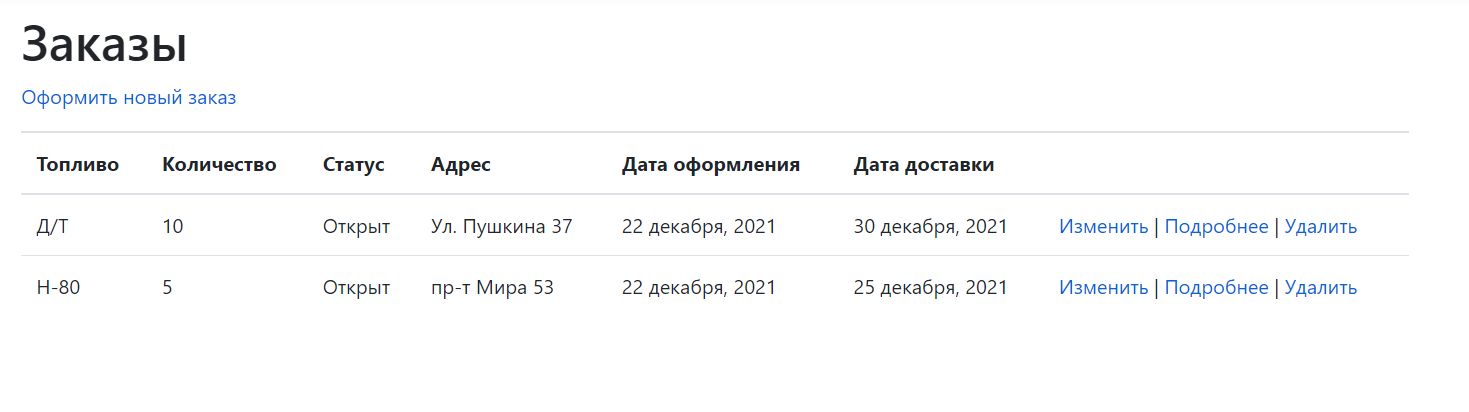 Заказы
Оформить новый заказ
Топливо Количество Статус Адрес Дата оформления Дата доставки
Д/Т 10 Открыт Ул. Пушкина 37 22 декабря, 2021 30 декабря, 2021 Изменить | Подробнее | Удалить
Н-80 5 Открыт пр-т Мира 53 22 декабря, 2021 25 декабря, 2021 Изменить | Подробнее | Удалить